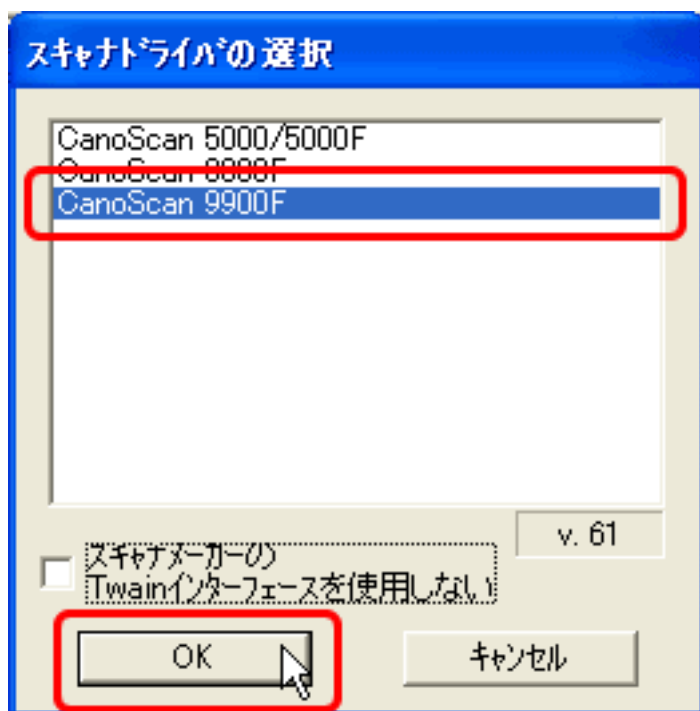 スキャナドライバの選択
CanoScan 5000/5000F
CanoScan 8000F
CanoScan 9900F
v. 61
スキャナメーカーの
Twainインターフェースを使用しない
OK
キャンセル